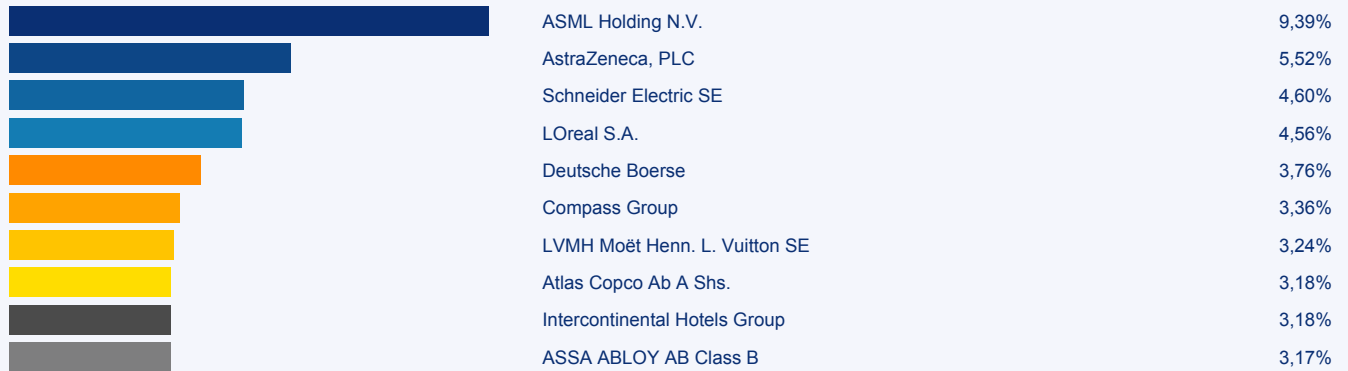 ASML Holding N.V. 9,39%
AstraZeneca, PLC 5,52%
Schneider Electric SE 4,60%
LOreal S.A. 4,56%
Deutsche Boerse 3,76%
Compass Group 3,36%
LVMH Moët Henn. L. Vuitton SE 3,24%
Atlas Copco Ab A Shs. 3,18%
Intercontinental Hotels Group 3,18%
ASSA ABLOY AB Class B 3,17%